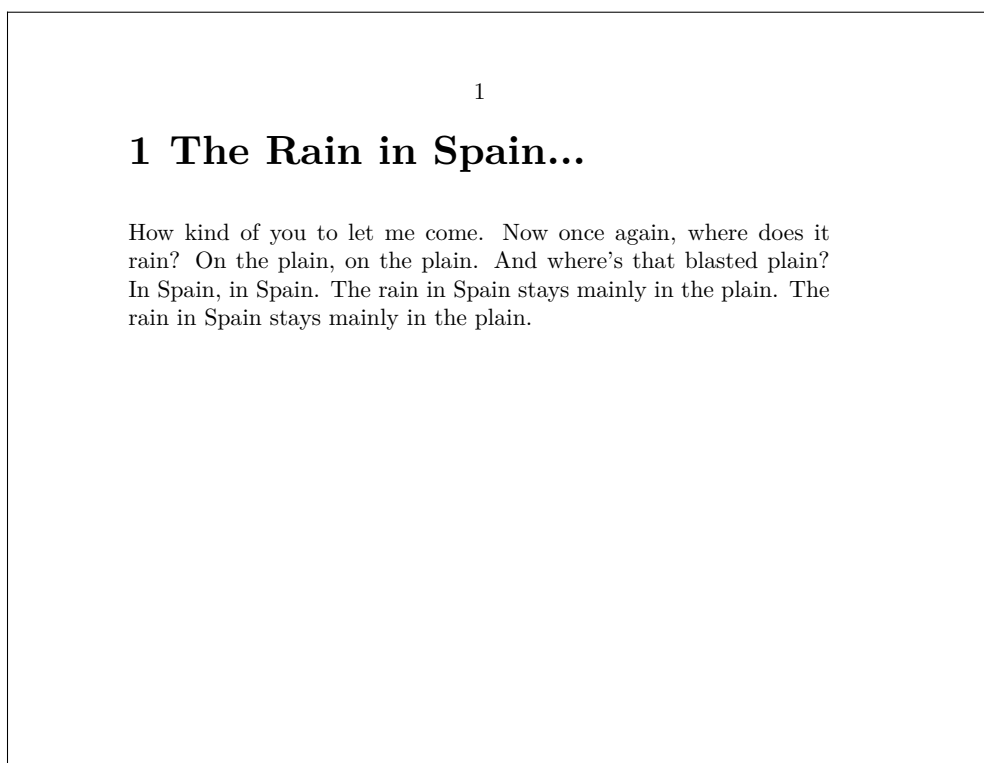 1
1 The Rain in Spain...
How kind of you to let me come. Now once again, where does it
rain? On the plain, on the plain. And where's that blasted plain?
In Spain, in Spain. The rain in Spain stays mainly in the plain. The
rain in Spain stays mainly in the plain.